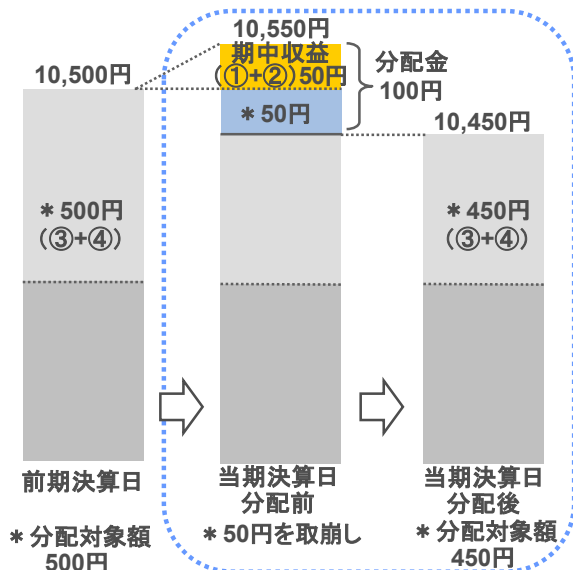 10,500円
＊500円
（③+④）
前期決算日
＊分配対象額
500円
10,550円
期中収益
（①+②）50円
＊50円
分配金
100円
当期決算日
分配前
＊50円を取崩し
10,450円
＊450円
（③+④）
当期決算日
分配後
＊分配対象額
450円